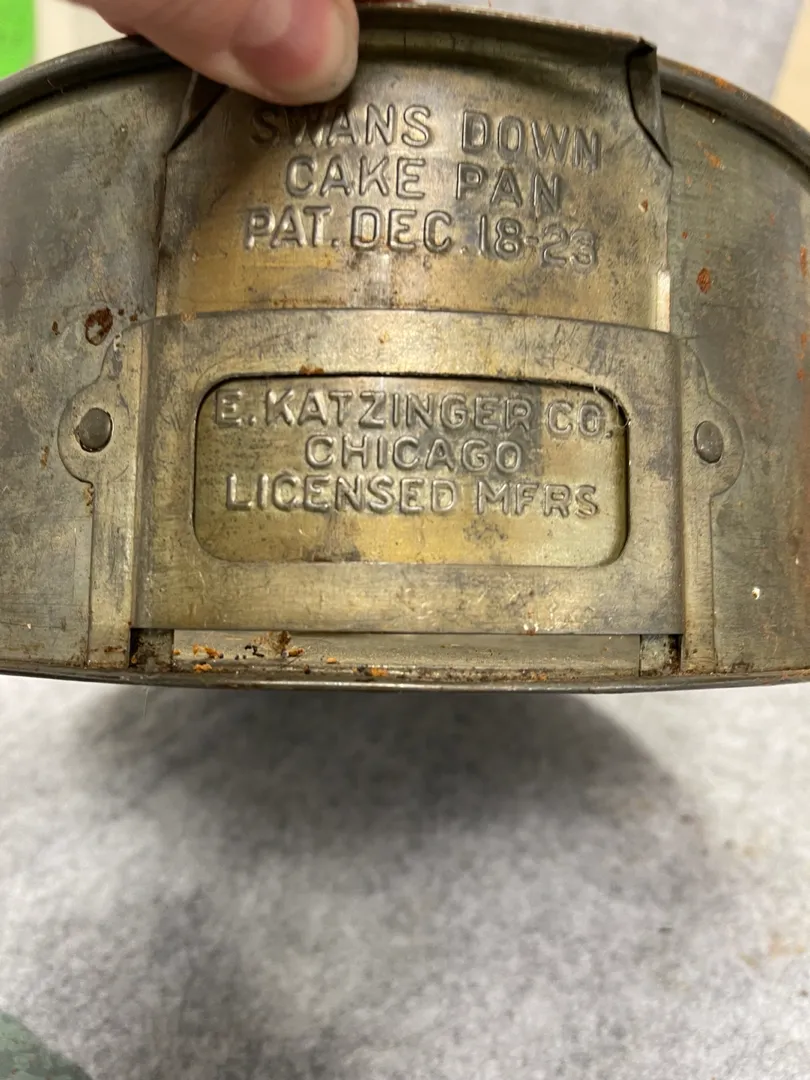 SWANS DOWN
CAKE PAN
PAT. DEC. 18-23
E. KATZINGER CO
CHICAGO
LICENSED MFRS